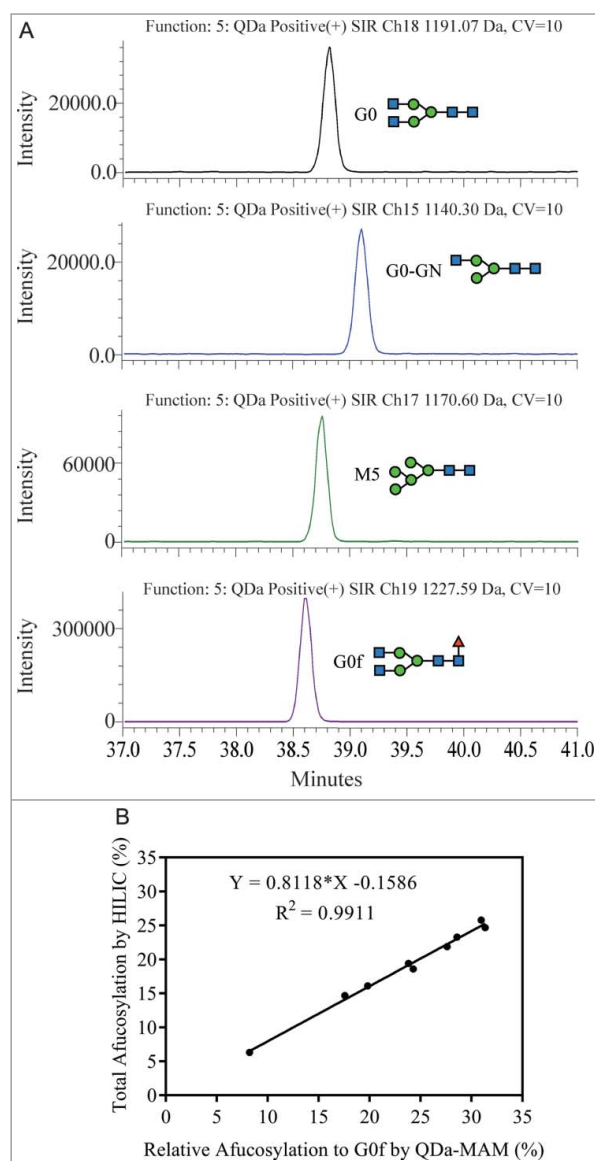 A
Function: 5: QDa Positive(+) SIR Ch18 1191.07 Da, CV=10
Intensity
20000.0
0.0
G0
Function: 5: QDa Positive(+) SIR Ch15 1140.30 Da, CV=10
Intensity
20000.0
0.0
G0-GN
Function: 5: QDa Positive(+) SIR Ch17 1170.60 Da, CV=10
Intensity
60000
0
M5
Function: 5: QDa Positive(+) SIR Ch19 1227.59 Da, CV=10
Intensity
300000
0
G0f
37.0 37.5 38.0 38.5 39.0 39.5 40.0 40.5 41.0
Minutes
B
Total Afucosylation by HILIC (%)
35
30
25
20
15
10
5
0
Y = 0.8118*X -0.1586
R² = 0.9911
0 5 10 15 20 25 30 35
Relative Afucosylation to G0f by QDa-MAM (%)